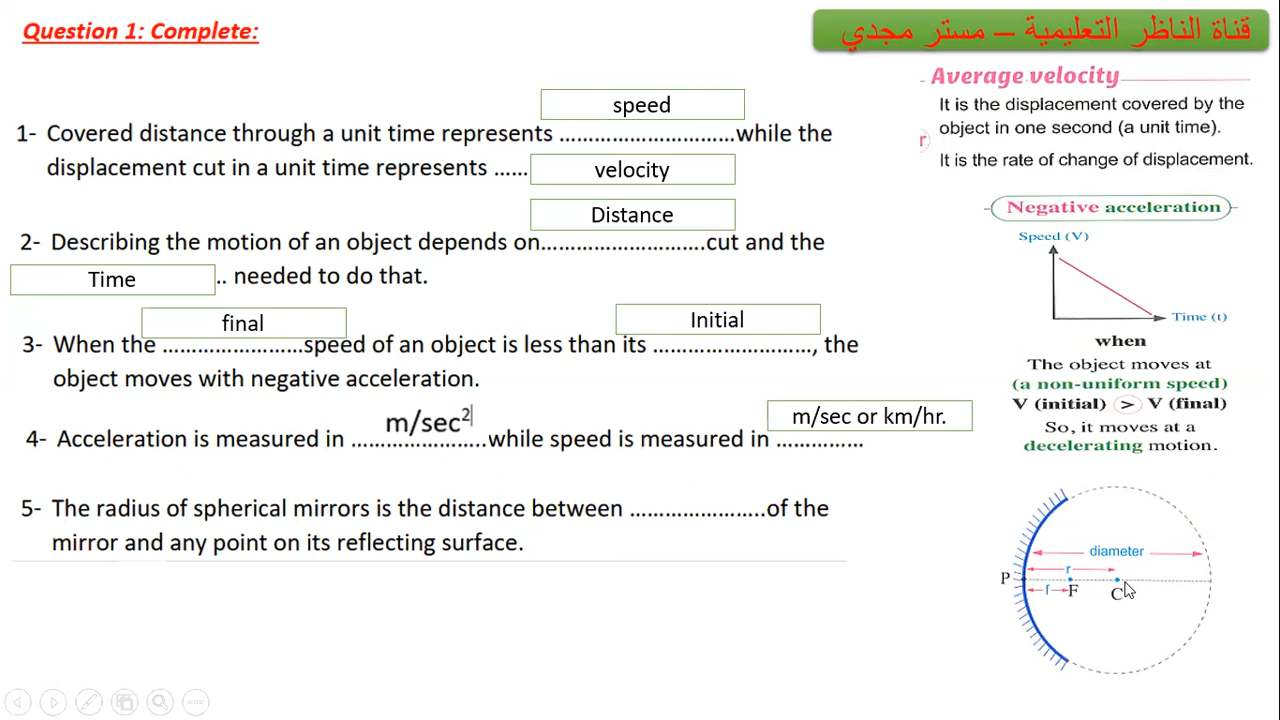 Question 1: Complete:
قناة الناظر التعليمية – مستر مجدي
speed
1- Covered distance through a unit time represents ..............................while the
displacement cut in a unit time represents ......
velocity
Distance
2- Describing the motion of an object depends on............................cut and the
Time
.. needed to do that.
final
Initial
3- When the ........................speed of an object is less than its ..........................., the
object moves with negative acceleration.
m/sec²
m/sec or km/hr.
4- Acceleration is measured in .......................while speed is measured in ...............
5- The radius of spherical mirrors is the distance between .......................of the
mirror and any point on its reflecting surface.
Average velocity
It is the displacement covered by the
object in one second (a unit time).
r
It is the rate of change of displacement.
Negative acceleration
Speed (V)
Time (t)
when
The object moves at
(a non-uniform speed)
V (initial) > V (final)
So, it moves at a
decelerating motion.
diameter
r
P
f
F
C